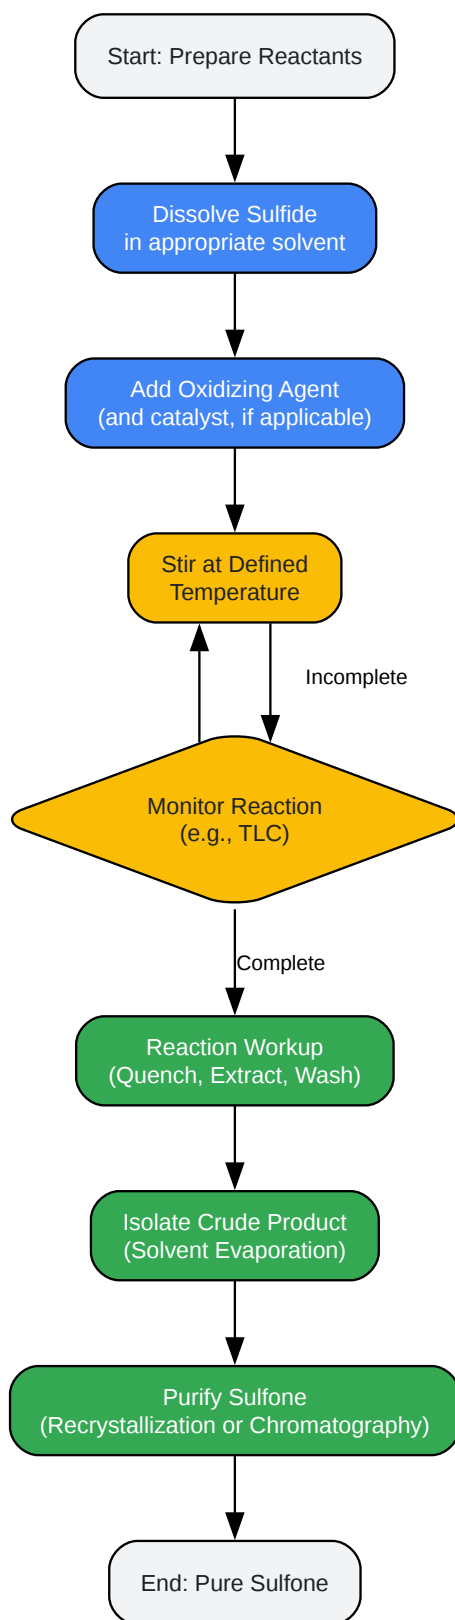 Start: Prepare Reactants
Dissolve Sulfide
in appropriate solvent
Add Oxidizing Agent
(and catalyst, if applicable)
Stir at Defined
Temperature
Incomplete
Monitor Reaction
(e.g., TLC)
Complete
Reaction Workup
(Quench, Extract, Wash)
Isolate Crude Product
(Solvent Evaporation)
Purify Sulfone
(Recrystallization or Chromatography)
End: Pure Sulfone